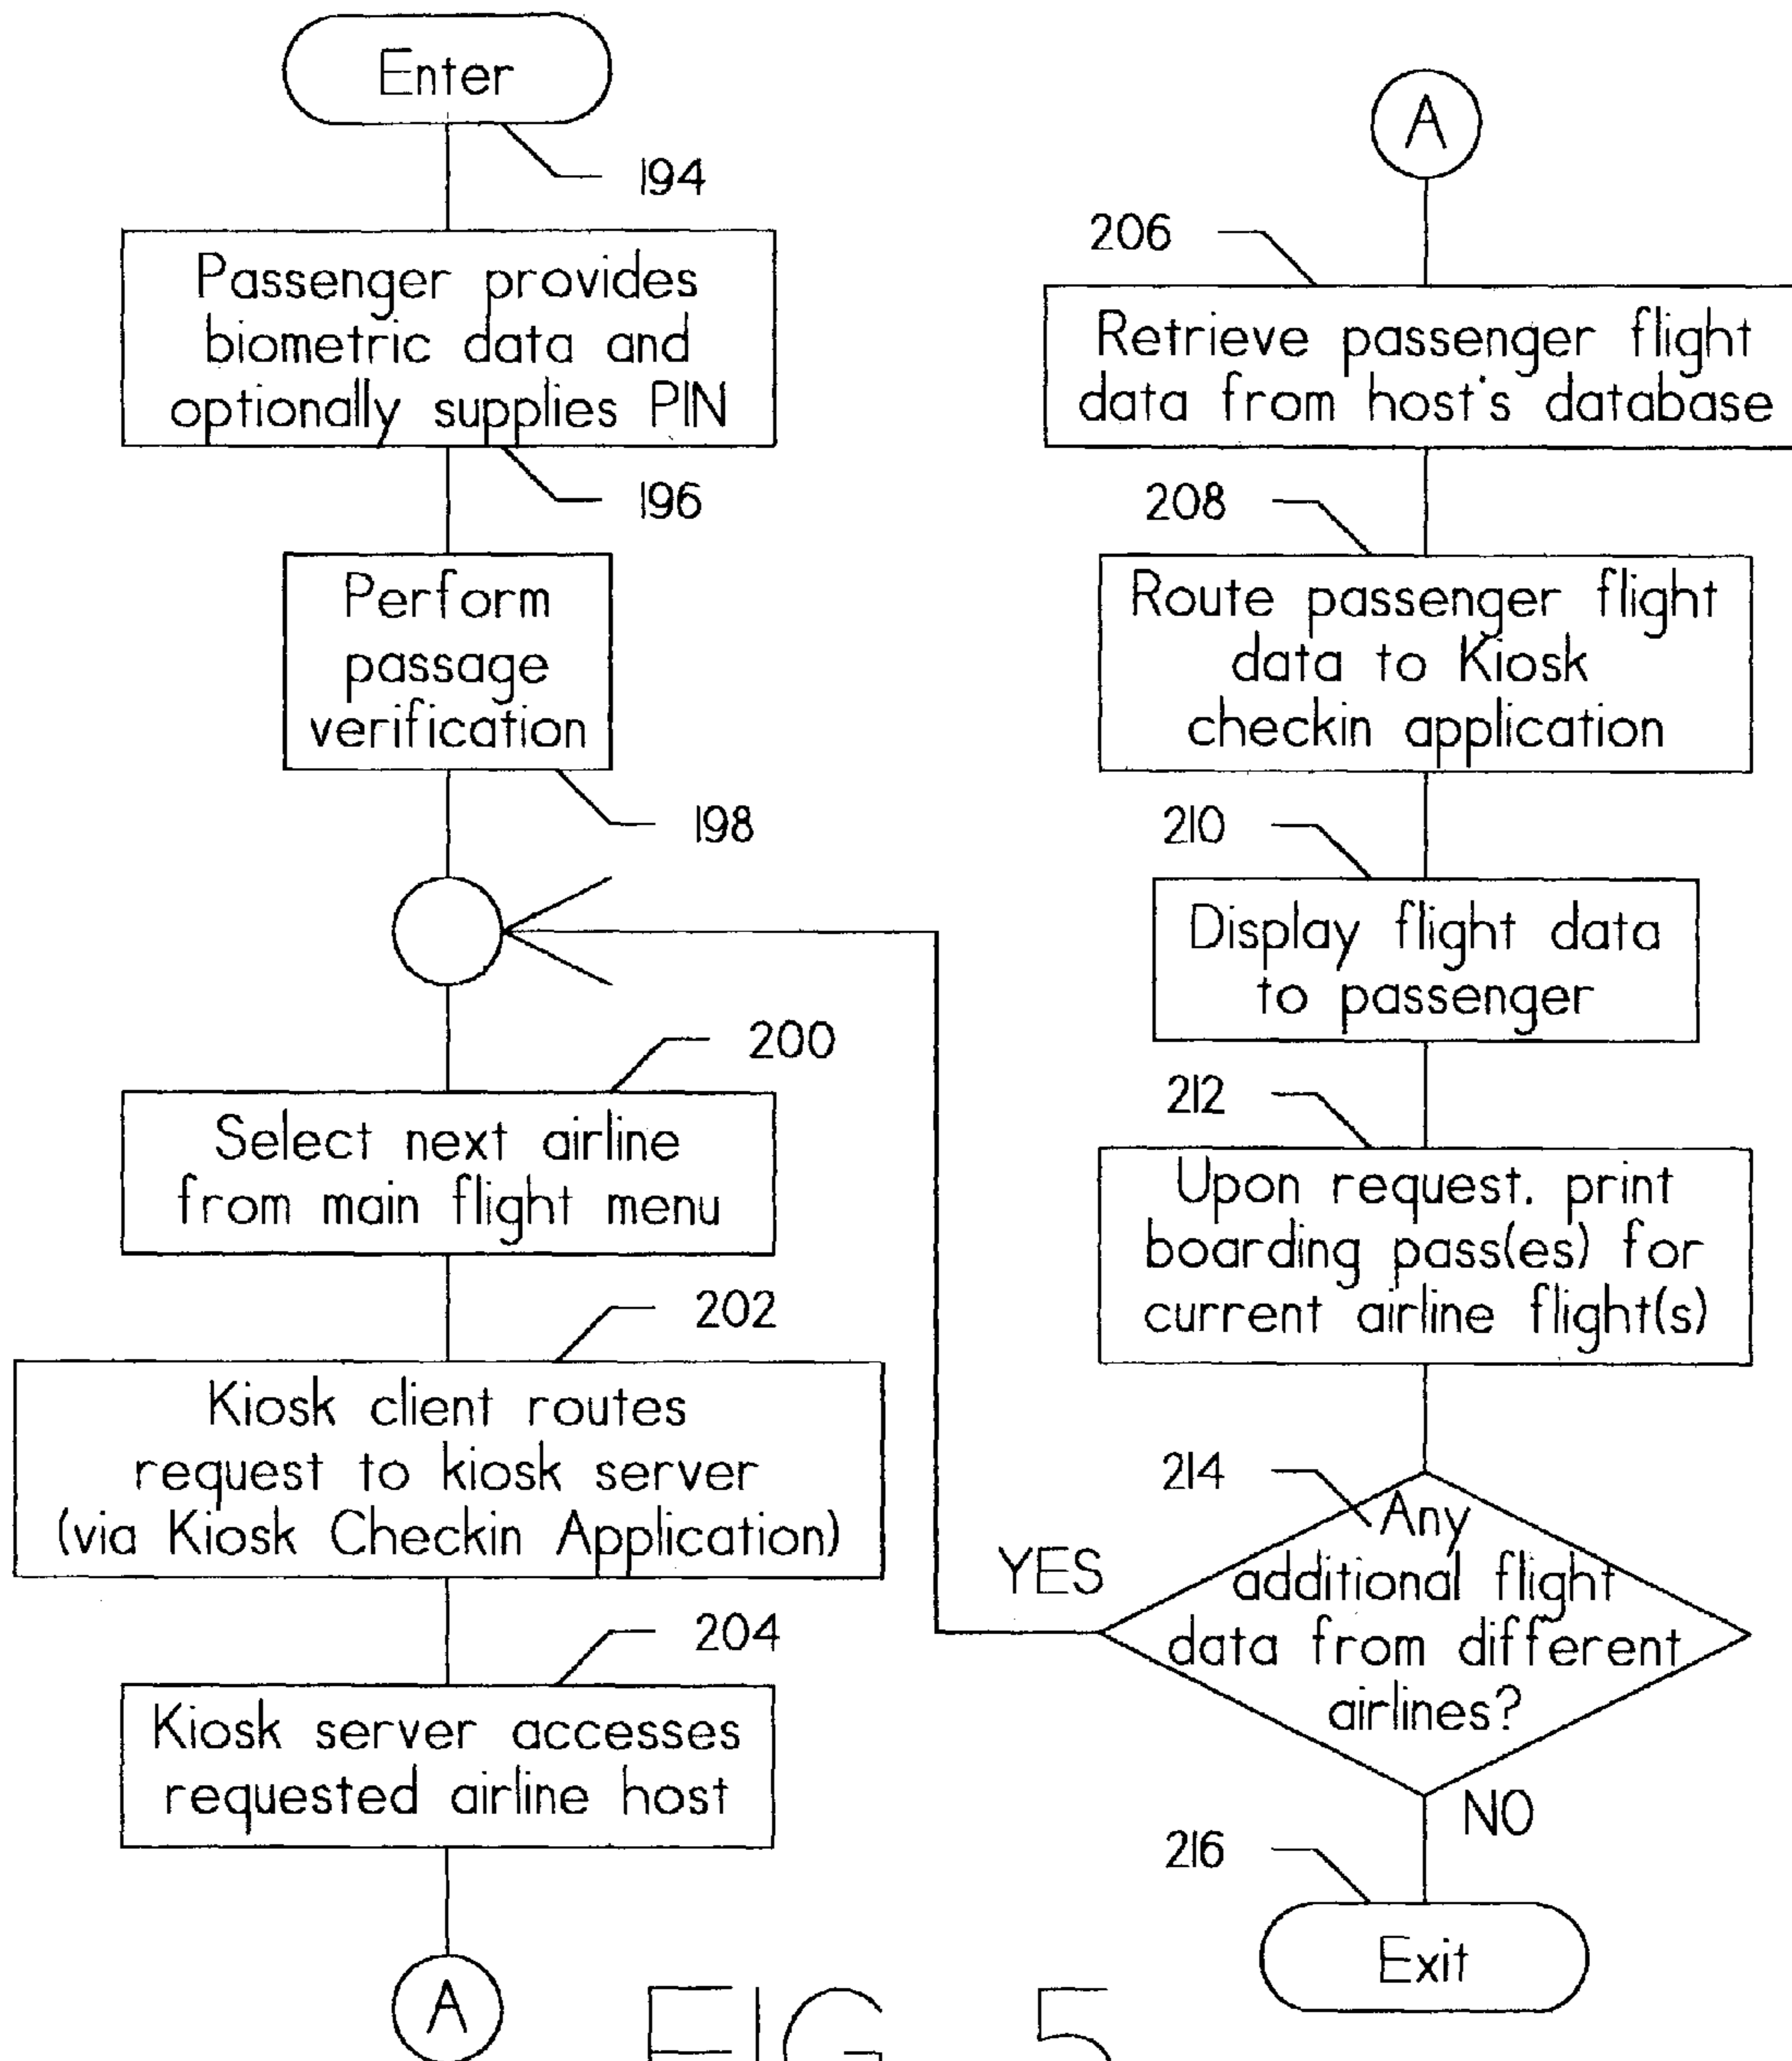 Enter
194
Passenger provides
biometric data and
optionally supplies PIN
196
Perform
passage
verification
198
200
Select next airline
from main flight menu
202
Kiosk client routes
request to kiosk server
(via Kiosk Checkin Application)
204
Kiosk server accesses
requested airline host
A
A
206
Retrieve passenger flight
data from host's database
208
Route passenger flight
data to Kiosk
checkin application
210
Display flight data
to passenger
212
Upon request. print
boarding pass(es) for
current airline flight(s)
214
Any
additional flight
data from different
airlines?
YES
NO
216
Exit
FIG. 5